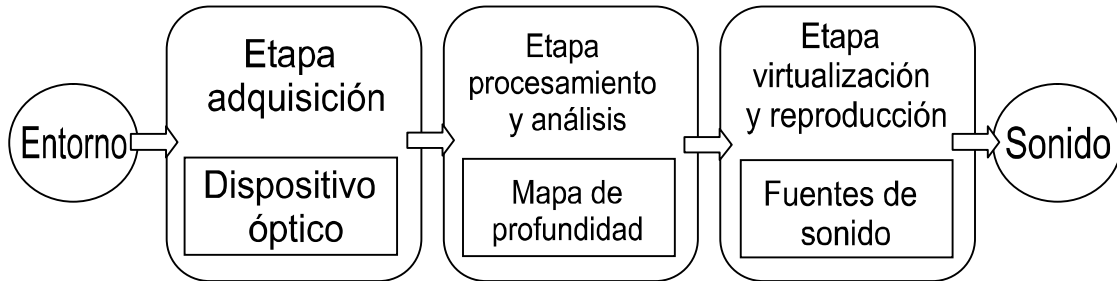 Entorno
Etapa
adquisición
Dispositivo
óptico
Etapa
procesamiento
y análisis
Mapa de
profundidad
Etapa
virtualización
y reproducción
Fuentes de
sonido
Sonido